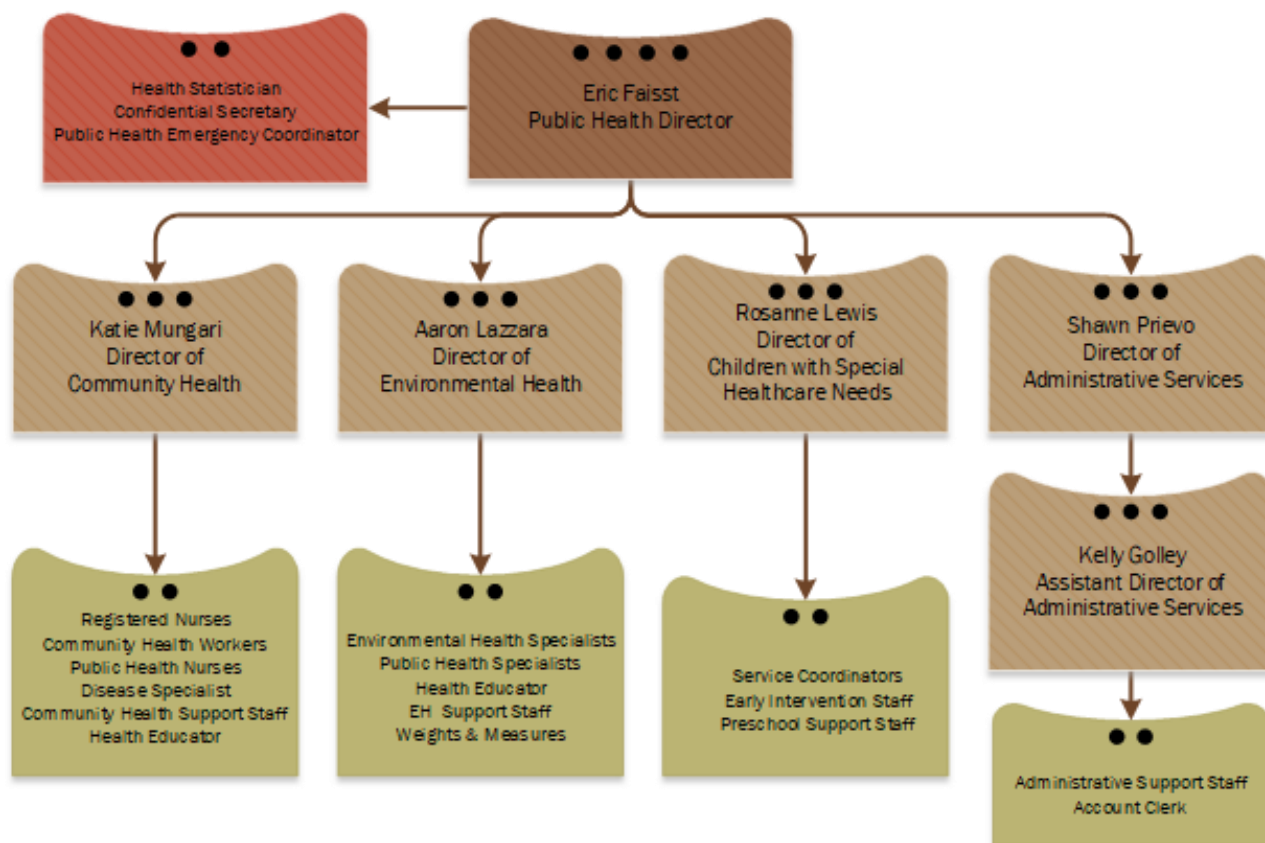 Health Statistician
Confidential Secretary
Public Health Emergency Coordinator
Eric Faisst
Public Health Director
Katie Mungari
Director of
Community Health
Aaron Lazzara
Director of
Environmental Health
Rosanne Lewis
Director of
Children with Special
Healthcare Needs
Shawn Prievo
Director of
Administrative Services
Kelly Golley
Assistant Director of
Administrative Services
Registered Nurses
Community Health Workers
Public Health Nurses
Disease Specialist
Community Health Support Staff
Health Educator
Environmental Health Specialists
Public Health Specialists
Health Educator
EH Support Staff
Weights & Measures
Service Coordinators
Early Intervention Staff
Preschool Support Staff
Administrative Support Staff
Account Clerk